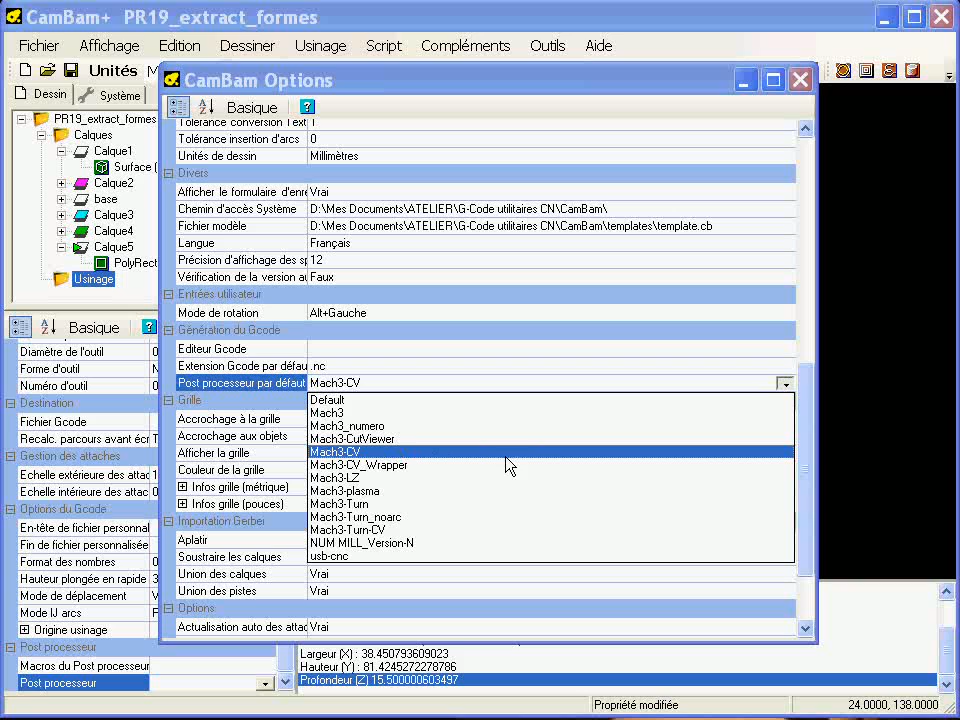 CamBam+ PR19_extract_formes
Fichier Affichage Edition Dessiner Usinage Script Compléments Outils Aide
Unités
Dessin Système
PR19_extract_formes
Calques
Calque1
Surface (
Calque2
base
Calque3
Calque4
Calque5
PolyRect
Usinage
Basique
Diamètre de l'outil 0
Forme d'outil
Numéro d'outil 0
Destination
Fichier Gcode
Recalc. parcours avant écr
Gestion des attaches
Echelle extérieure des attac 1
Echelle intérieure des attac 0
Options du Gcode
En-tête de fichier personnal
Fin de fichier personnalisée
Format des nombres 0
Hauteur plongée en rapide 3
Mode de déplacement V
Mode IJ arcs
Origine usinage
Post processeur
Macros du Post processeur
Post processeur
CamBam Options
Basique
Tolérance conversion Text 1
Tolérance insertion d'arcs 0
Unités de dessin Millimètres
Divers
Afficher le formulaire d'enre Vrai
Chemin d'accès Système D:\Mes Documents\ATELIER\G-Code utilitaires CN\CamBam\
Fichier modèle D:\Mes Documents\ATELIER\G-Code utilitaires CN\CamBam\templates\template.cb
Langue Français
Précision d'affichage des sp 12
Vérification de la version au Faux
Entrées utilisateur
Mode de rotation Alt+Gauche
Génération du Gcode
Editeur Gcode
Extension Gcode par défau .nc
Post processeur par défaut Mach3-CV
Default
Mach3
Mach3_numero
Mach3-CutViewer
Mach3-CV
Mach3-CV_Wrapper
Mach3-LZ
Mach3-plasma
Mach3-Turn
Mach3-Turn_noarc
Mach3-Turn-CV
NUM MILL_Version-N
usb-cnc
Grille
Accrochage à la grille
Accrochage aux objets
Afficher la grille
Couleur de la grille
Infos grille (métrique)
Infos grille (pouces)
Importation Gerber
Aplatir
Soustraire les calques
Union des calques Vrai
Union des pistes Vrai
Options
Actualisation auto des attac Vrai
Largeur (X) : 38.450793609023
Hauteur (Y) : 81.4245272278786
Profondeur (Z) 15.500000603497
Propriété modifiée 24.0000, 138.0000